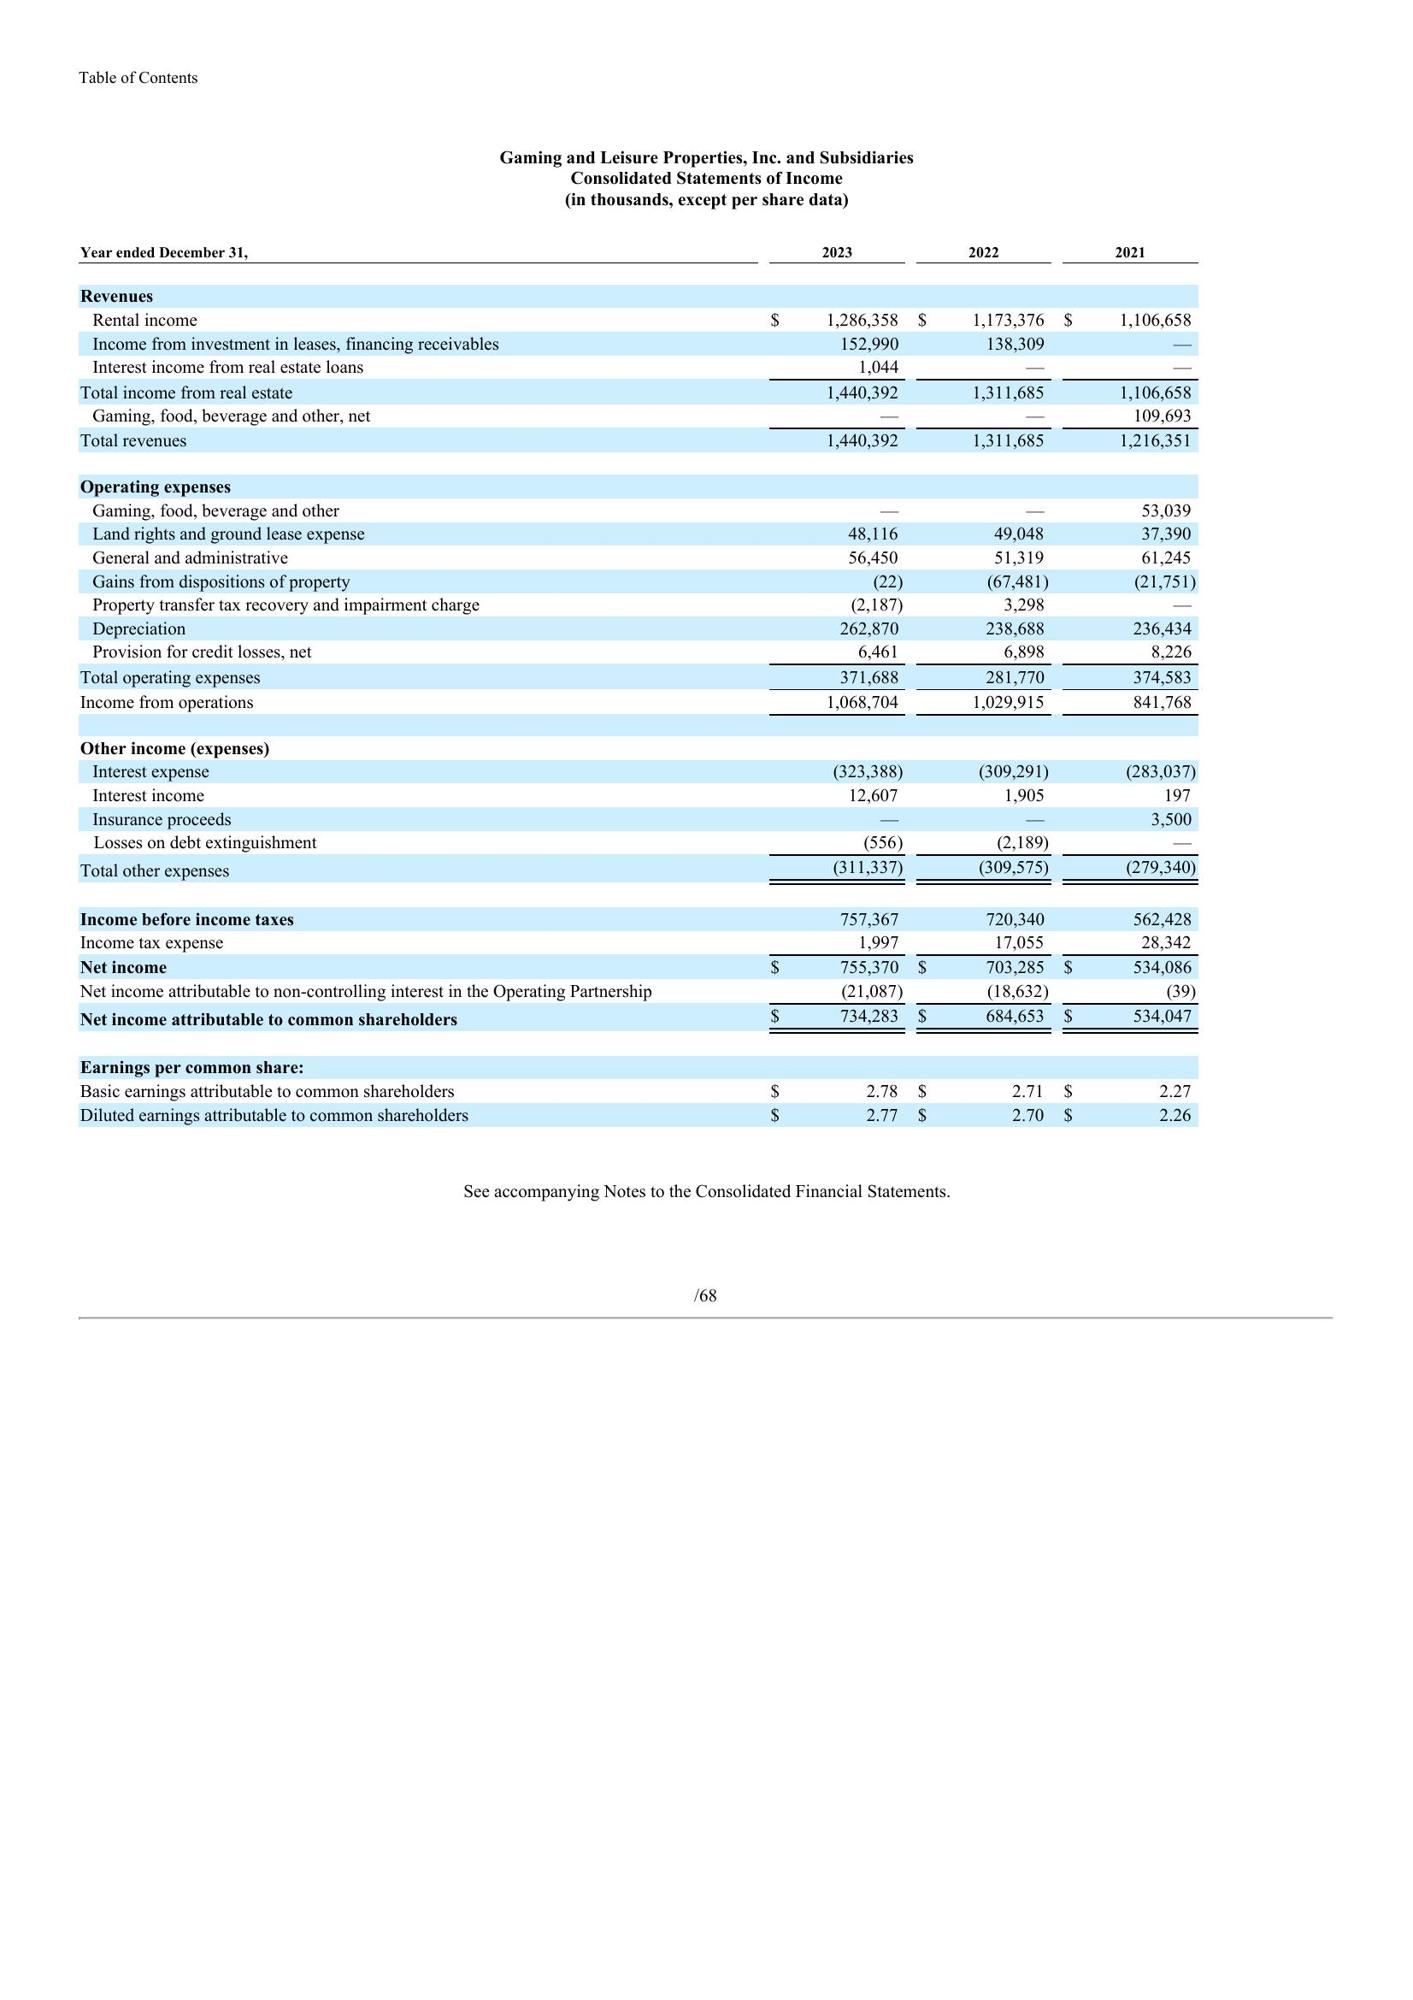 Table of Contents
Gaming and Leisure Properties, Inc. and Subsidiaries
Consolidated Statements of Income
(in thousands, except per share data)
Year ended December 31, 2023 2022 2021
Revenues
Rental income $ 1,286,358 $ 1,173,376 $ 1,106,658
Income from investment in leases, financing receivables 152,990 138,309 —
Interest income from real estate loans 1,044 — —
Total income from real estate 1,440,392 1,311,685 1,106,658
Gaming, food, beverage and other, net — — 109,693
Total revenues 1,440,392 1,311,685 1,216,351
Operating expenses
Gaming, food, beverage and other — — 53,039
Land rights and ground lease expense 48,116 49,048 37,390
General and administrative 56,450 51,319 61,245
Gains from dispositions of property (22) (67,481) (21,751)
Property transfer tax recovery and impairment charge (2,187) 3,298 —
Depreciation 262,870 238,688 236,434
Provision for credit losses, net 6,461 6,898 8,226
Total operating expenses 371,688 281,770 374,583
Income from operations 1,068,704 1,029,915 841,768
Other income (expenses)
Interest expense (323,388) (309,291) (283,037)
Interest income 12,607 1,905 197
Insurance proceeds — — 3,500
Losses on debt extinguishment (556) (2,189) —
Total other expenses (311,337) (309,575) (279,340)
Income before income taxes 757,367 720,340 562,428
Income tax expense 1,997 17,055 28,342
Net income $ 755,370 $ 703,285 $ 534,086
Net income attributable to non-controlling interest in the Operating Partnership (21,087) (18,632) (39)
Net income attributable to common shareholders $ 734,283 $ 684,653 $ 534,047
Earnings per common share:
Basic earnings attributable to common shareholders $ 2.78 $ 2.71 $ 2.27
Diluted earnings attributable to common shareholders $ 2.77 $ 2.70 $ 2.26
See accompanying Notes to the Consolidated Financial Statements.
/68